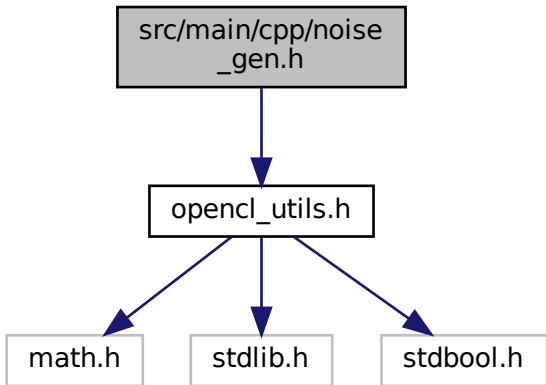 src/main/cpp/noise
_gen.h
opencl_utils.h
math.h
stdlib.h
stdbool.h